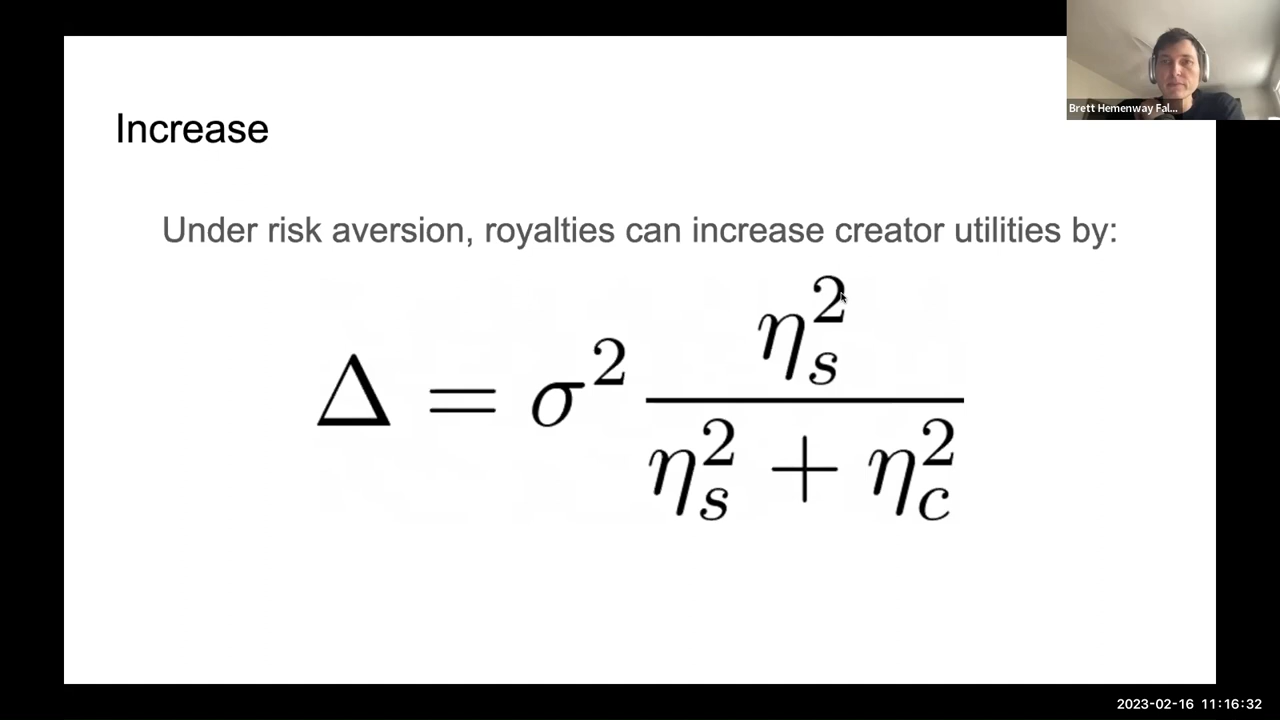 Increase
Brett Hemenway Fal...
Under risk aversion, royalties can increase creator utilities by:
Δ = σ² η_s² / (η_s² + η_c²)
2023-02-16 11:16:32